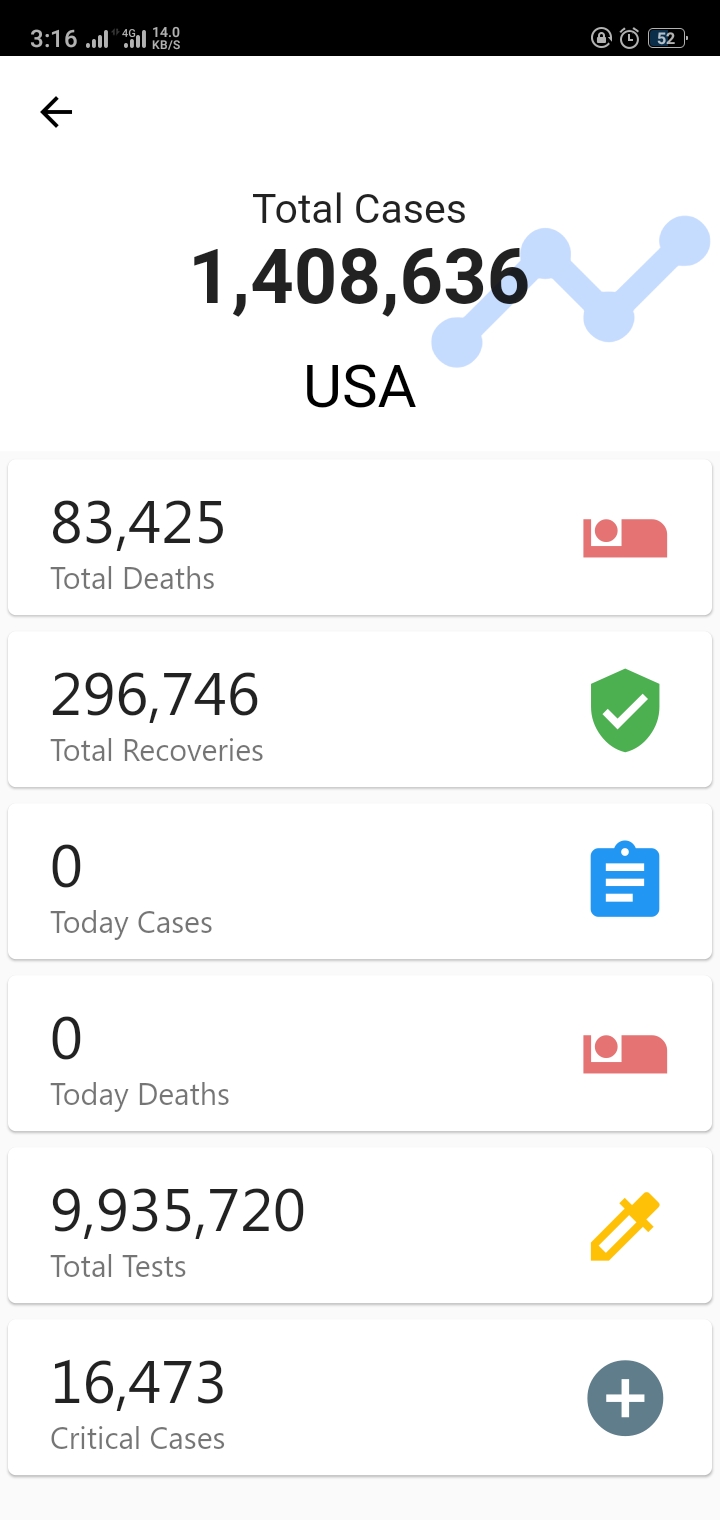 3:16 4G 14.0 KB/S 52
Total Cases
1,408,636
USA
83,425
Total Deaths
296,746
Total Recoveries
0
Today Cases
0
Today Deaths
9,935,720
Total Tests
16,473
Critical Cases